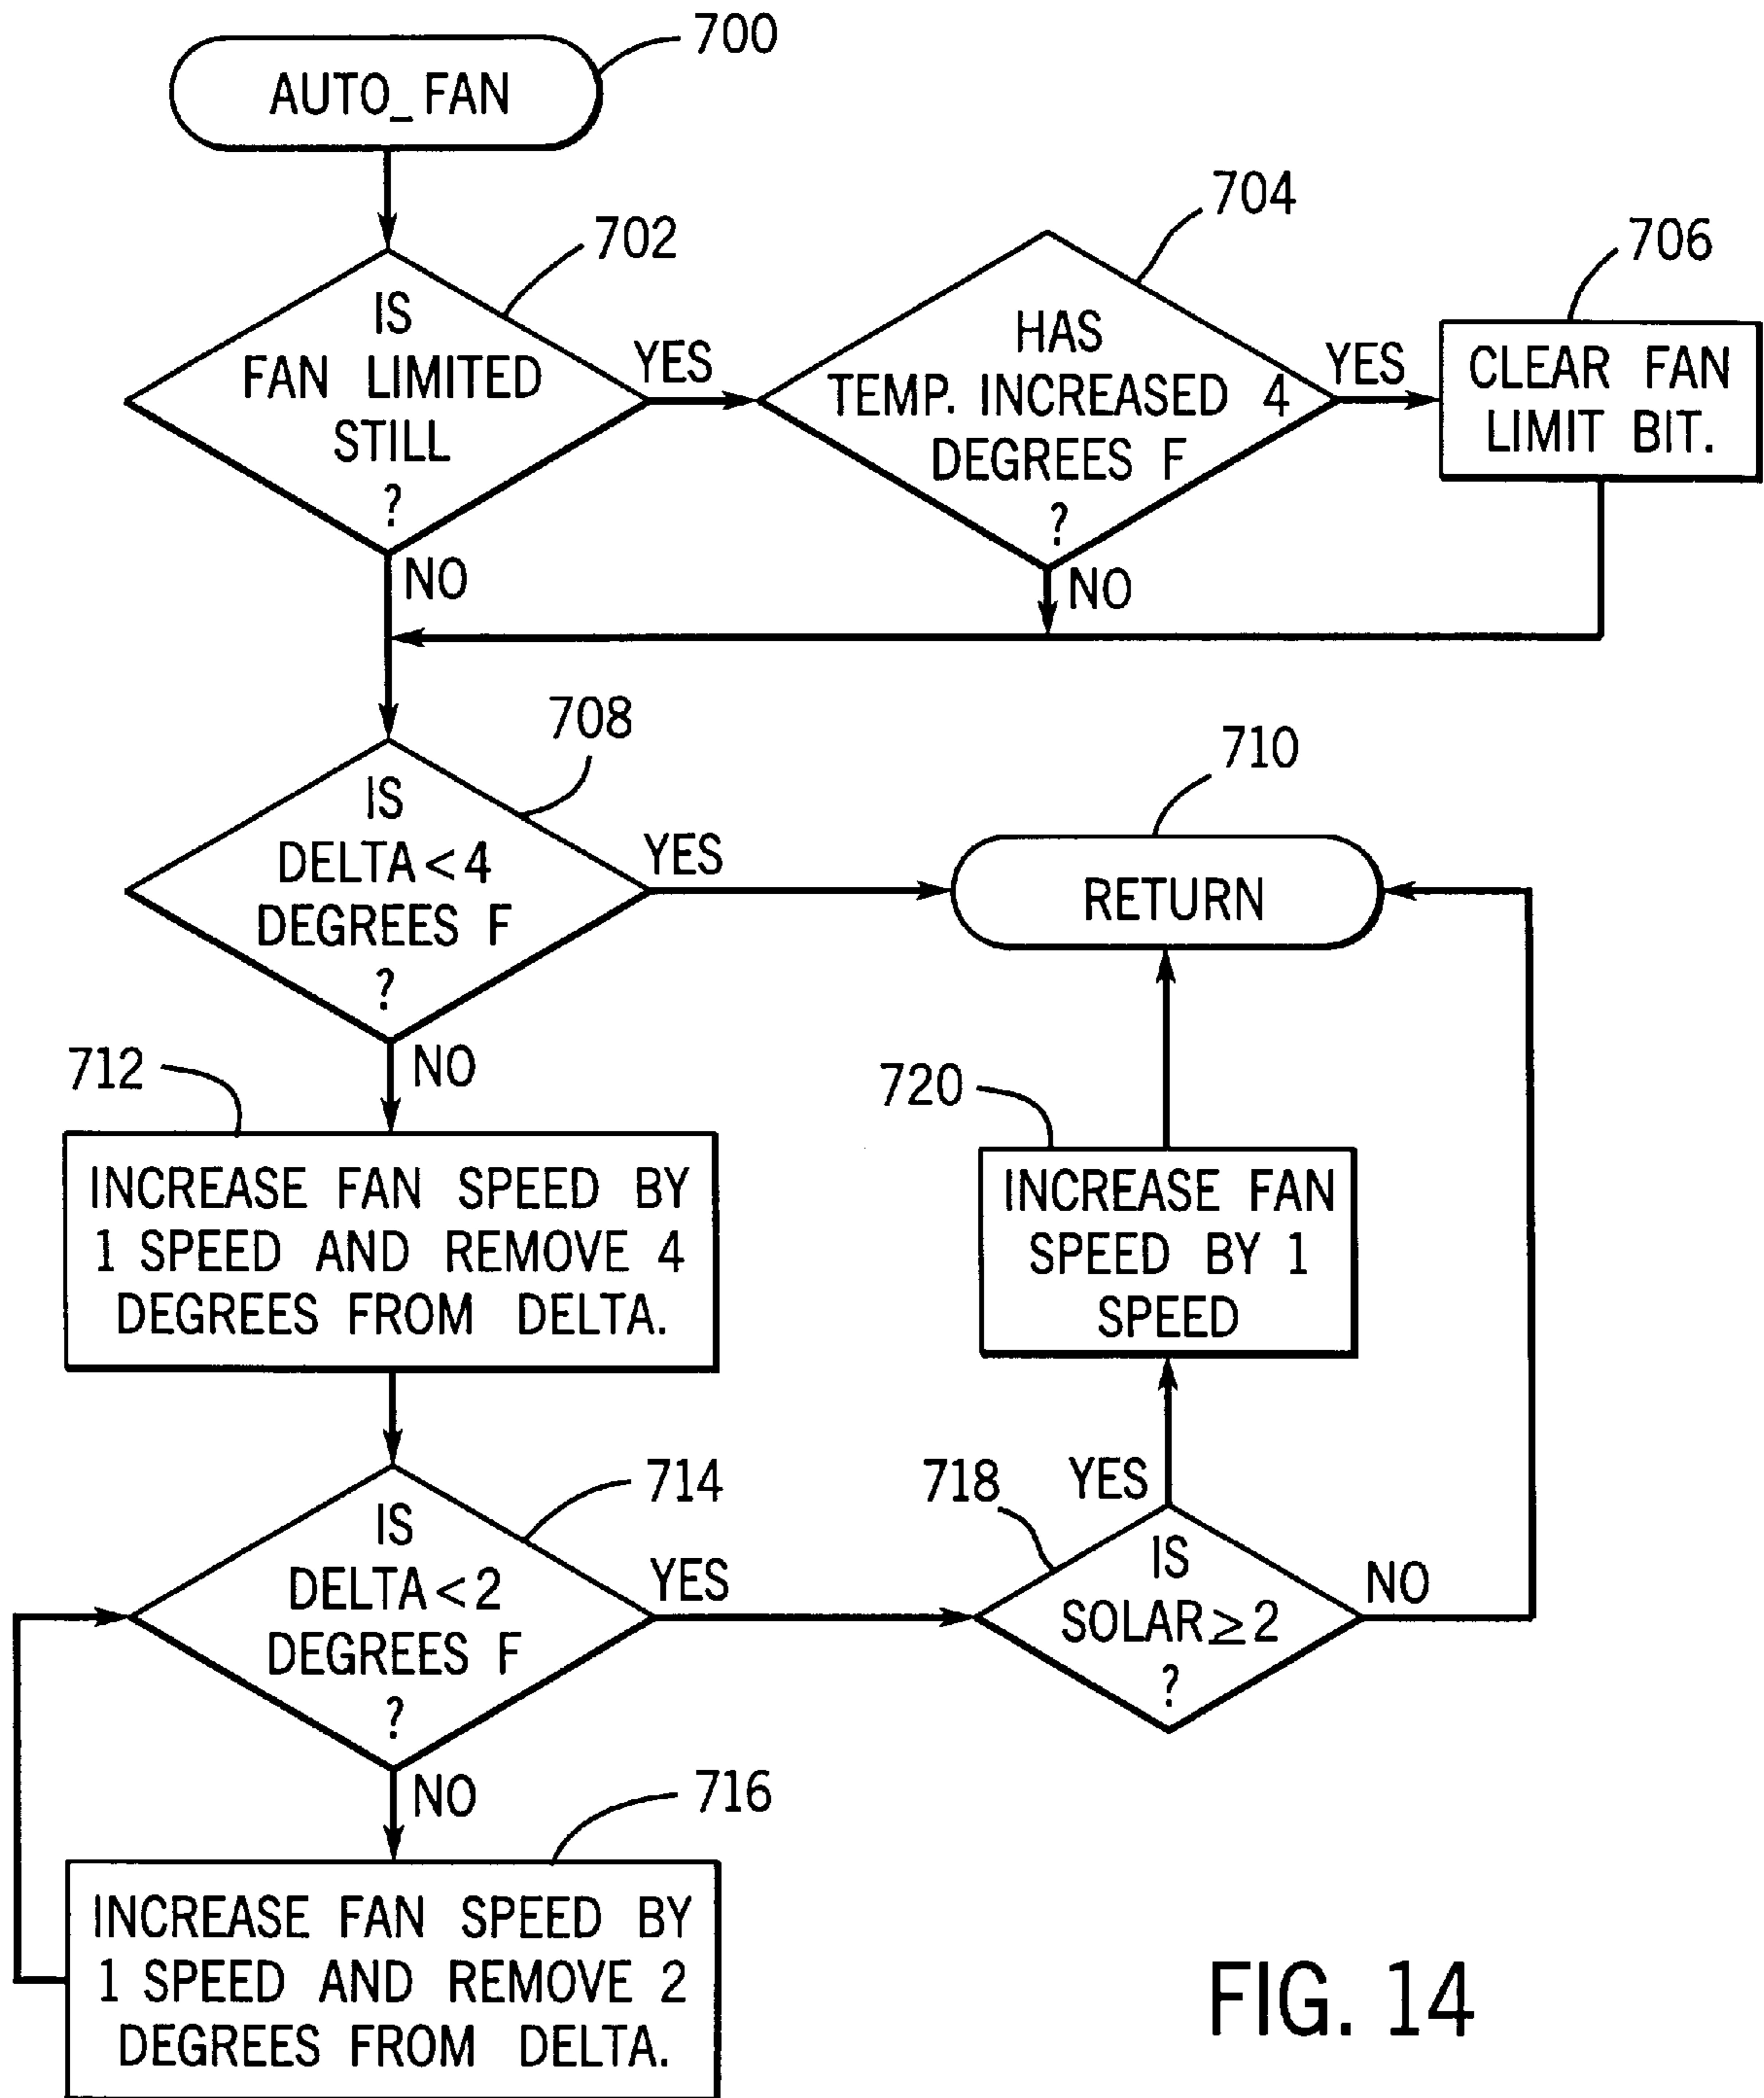 700
AUTO_FAN
702
IS
FAN LIMITED
STILL
?
YES
NO
704
HAS
TEMP. INCREASED 4
DEGREES F
?
YES
NO
706
CLEAR FAN
LIMIT BIT.
708
IS
DELTA<4
DEGREES F
?
YES
NO
710
RETURN
712
INCREASE FAN SPEED BY
1 SPEED AND REMOVE 4
DEGREES FROM DELTA.
720
INCREASE FAN
SPEED BY 1
SPEED
714
IS
DELTA<2
DEGREES F
?
YES
NO
718
YES
IS
SOLAR≥2
?
NO
716
INCREASE FAN SPEED BY
1 SPEED AND REMOVE 2
DEGREES FROM DELTA.
FIG. 14